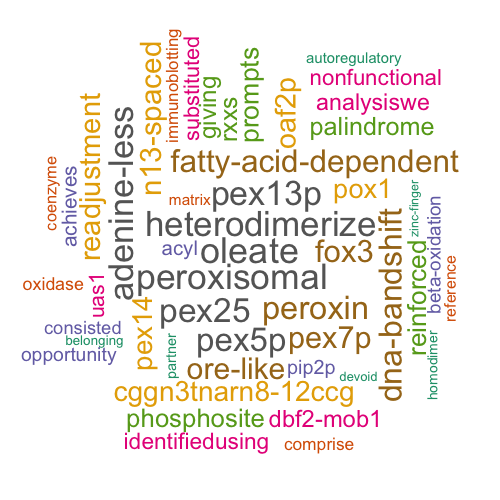 autoregulatory
nonfunctional
analysiswe
palindrome
immunoblotting
substituted
giving
rxxs
prompts
oaf2p
n13-spaced
readjustment
adenine-less
coenzyme
achieves
fatty-acid-dependent
matrix
pex13p
pox1
heterodimerize
acyl
oleate
fox3
peroxisomal
zinc-finger
beta-oxidation
reference
reinforced
dna-bandshift
oxidase
uas1
pex14
pex25
peroxin
consisted
belonging
opportunity
partner
pex5p
pex7p
ore-like
pip2p
devoid
homodimer
cggn3tnarn8-12ccg
phosphosite
dbf2-mob1
identifiedusing
comprise